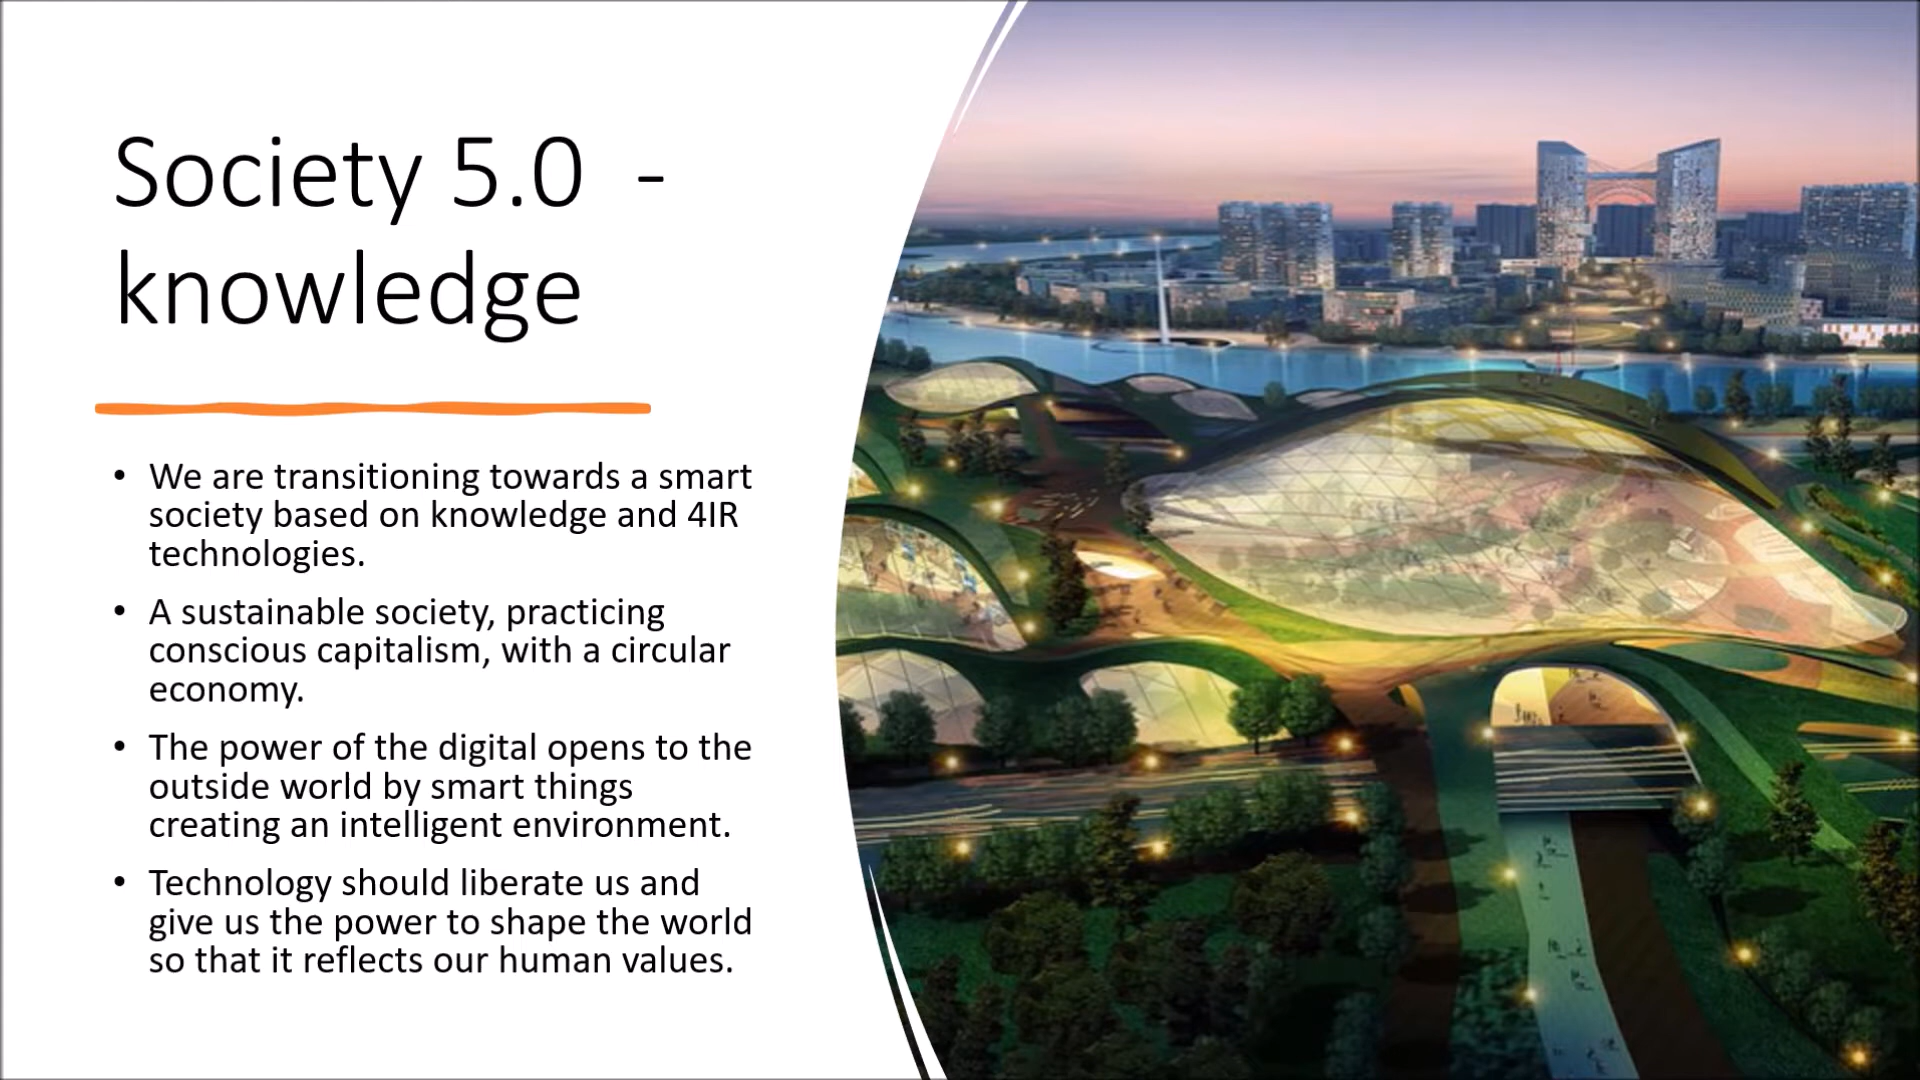 Society 5.0  -
knowledge
• We are transitioning towards a smart
society based on knowledge and 4IR
technologies.
• A sustainable society, practicing
conscious capitalism, with a circular
economy.
• The power of the digital opens to the
outside world by smart things
creating an intelligent environment.
• Technology should liberate us and
give us the power to shape the world
so that it reflects our human values.